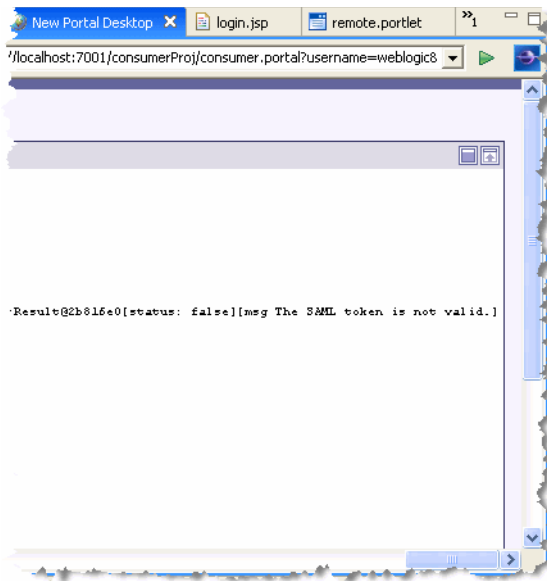 New Portal Desktop login.jsp remote.portlet »1
/localhost:7001/consumerProj/consumer.portal?username=weblogic8
Result@2b816e0[status: false][msg The SAML token is not valid.]